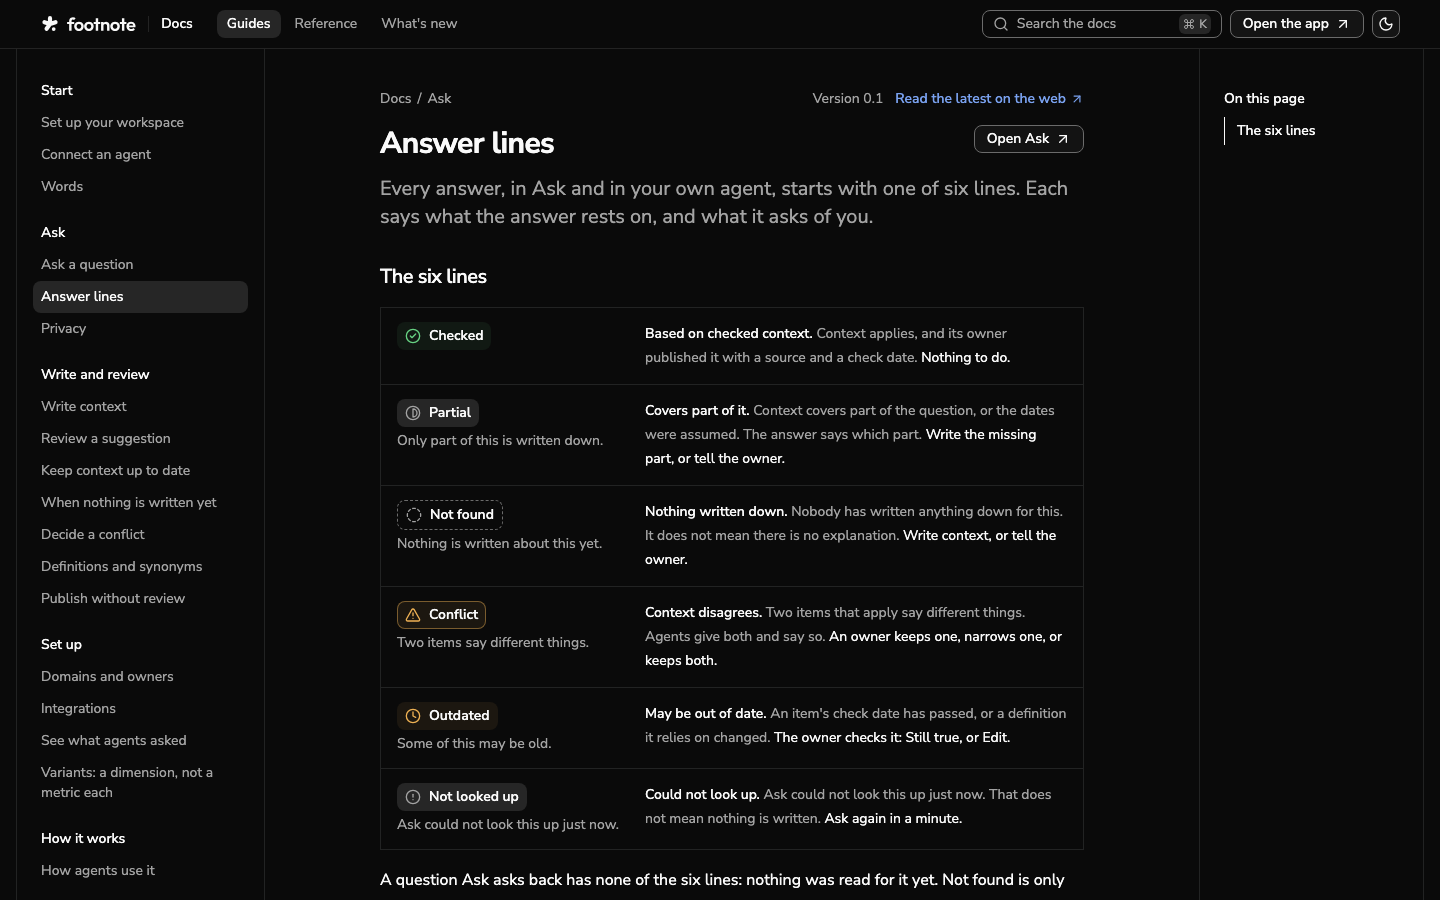 footnote
Docs
Guides
Reference
What's new
Search the docs
⌘ K
Open the app
Start
Set up your workspace
Connect an agent
Words
Ask
Ask a question
Answer lines
Privacy
Write and review
Write context
Review a suggestion
Keep context up to date
When nothing is written yet
Decide a conflict
Definitions and synonyms
Publish without review
Set up
Domains and owners
Integrations
See what agents asked
Variants: a dimension, not a
metric each
How it works
How agents use it
Docs / Ask
Version 0.1 Read the latest on the web
Answer lines
Open Ask
Every answer, in Ask and in your own agent, starts with one of six lines. Each
says what the answer rests on, and what it asks of you.
The six lines
Checked
Based on checked context. Context applies, and its owner
published it with a source and a check date. Nothing to do.
Partial
Only part of this is written down.
Covers part of it. Context covers part of the question, or the dates
were assumed. The answer says which part. Write the missing
part, or tell the owner.
Not found
Nothing is written about this yet.
Nothing written down. Nobody has written anything down for this.
It does not mean there is no explanation. Write context, or tell the
owner.
Conflict
Two items say different things.
Context disagrees. Two items that apply say different things.
Agents give both and say so. An owner keeps one, narrows one, or
keeps both.
Outdated
Some of this may be old.
May be out of date. An item's check date has passed, or a definition
it relies on changed. The owner checks it: Still true, or Edit.
Not looked up
Ask could not look this up just now.
Could not look up. Ask could not look this up just now. That does
not mean nothing is written. Ask again in a minute.
A question Ask asks back has none of the six lines: nothing was read for it yet. Not found is only
On this page
The six lines